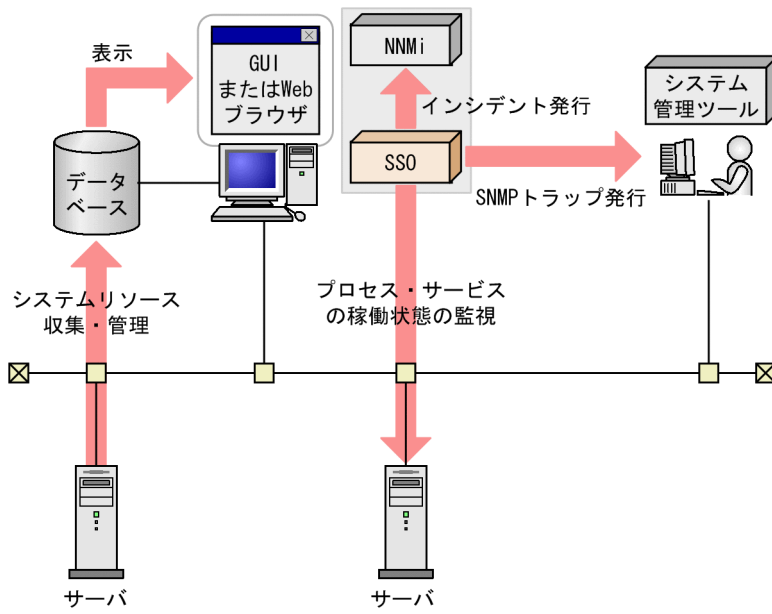 表示
GUI
またはWeb
ブラウザ
NNMi
インシデント発行
SSO
システム
管理ツール
SNMPトラップ発行
データ
ベース
システムリソース
収集・管理
プロセス・サービス
の稼働状態の監視
サーバ
サーバ